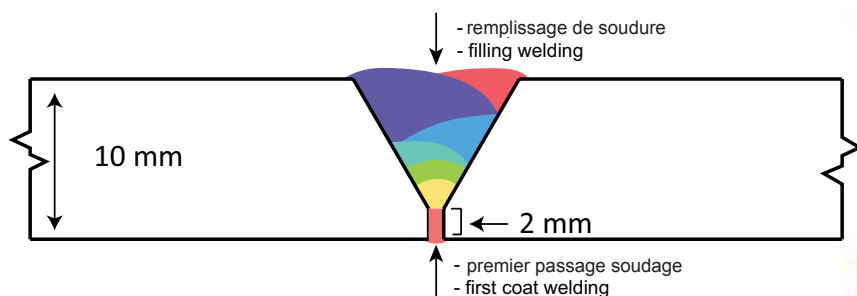 - remplissage de soudure
- filling welding
10 mm
2 mm
- premier passage soudage
- first coat welding